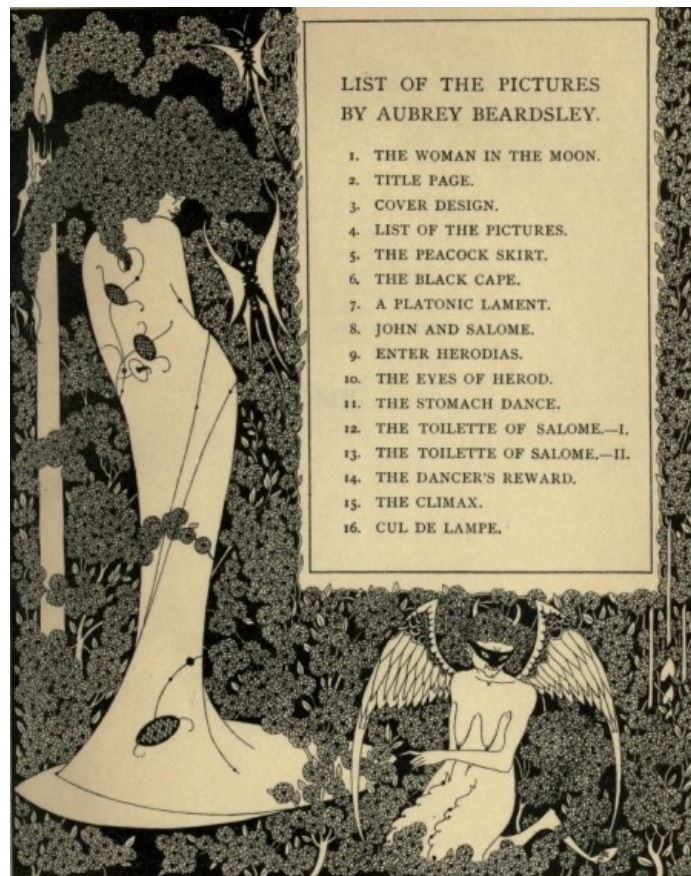 LIST OF THE PICTURES
BY AUBREY BEARDSLEY.
1. THE WOMAN IN THE MOON.
2. TITLE PAGE.
3. COVER DESIGN.
4. LIST OF THE PICTURES.
5. THE PEACOCK SKIRT.
6. THE BLACK CAPE.
7. A PLATONIC LAMENT.
8. JOHN AND SALOME.
9. ENTER HERODIAS.
10. THE EYES OF HEROD.
11. THE STOMACH DANCE.
12. THE TOILETTE OF SALOME.—I.
13. THE TOILETTE OF SALOME.—II.
14. THE DANCER'S REWARD.
15. THE CLIMAX.
16. CUL DE LAMPE.